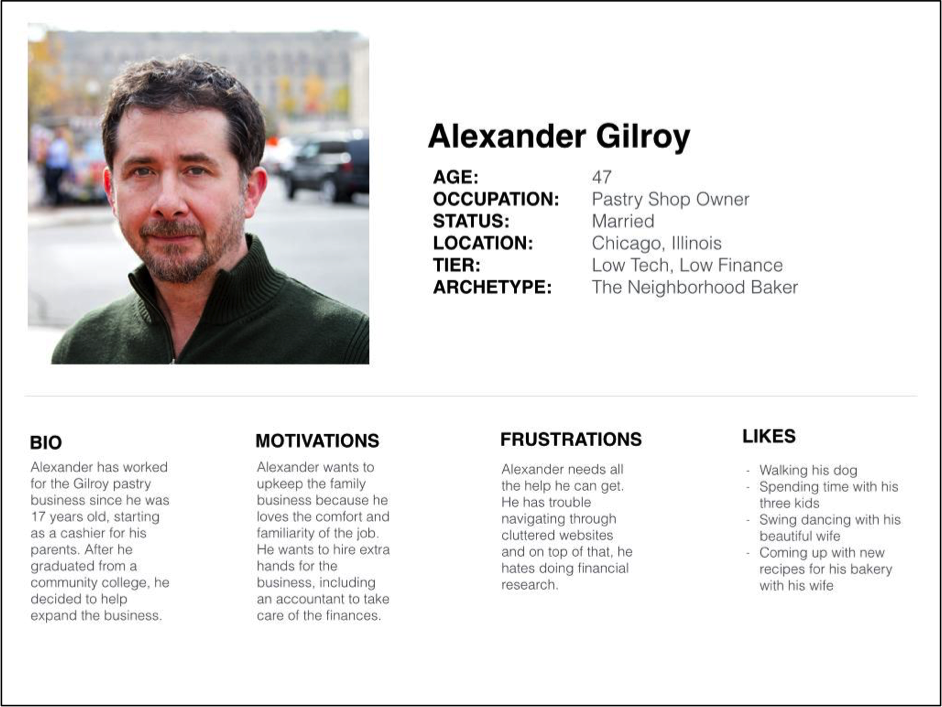 Alexander Gilroy
AGE: 47
OCCUPATION: Pastry Shop Owner
STATUS: Married
LOCATION: Chicago, Illinois
TIER: Low Tech, Low Finance
ARCHETYPE: The Neighborhood Baker
BIO
Alexander has worked
for the Gilroy pastry
business since he was
17 years old, starting
as a cashier for his
parents. After he
graduated from a
community college, he
decided to help
expand the business.
MOTIVATIONS
Alexander wants to
upkeep the family
business because he
loves the comfort and
familiarity of the job.
He wants to hire extra
hands for the
business, including
an accountant to take
care of the finances.
FRUSTRATIONS
Alexander needs all
the help he can get.
He has trouble
navigating through
cluttered websites
and on top of that, he
hates doing financial
research.
LIKES
- Walking his dog
- Spending time with his
three kids
- Swing dancing with his
beautiful wife
- Coming up with new
recipes for his bakery
with his wife